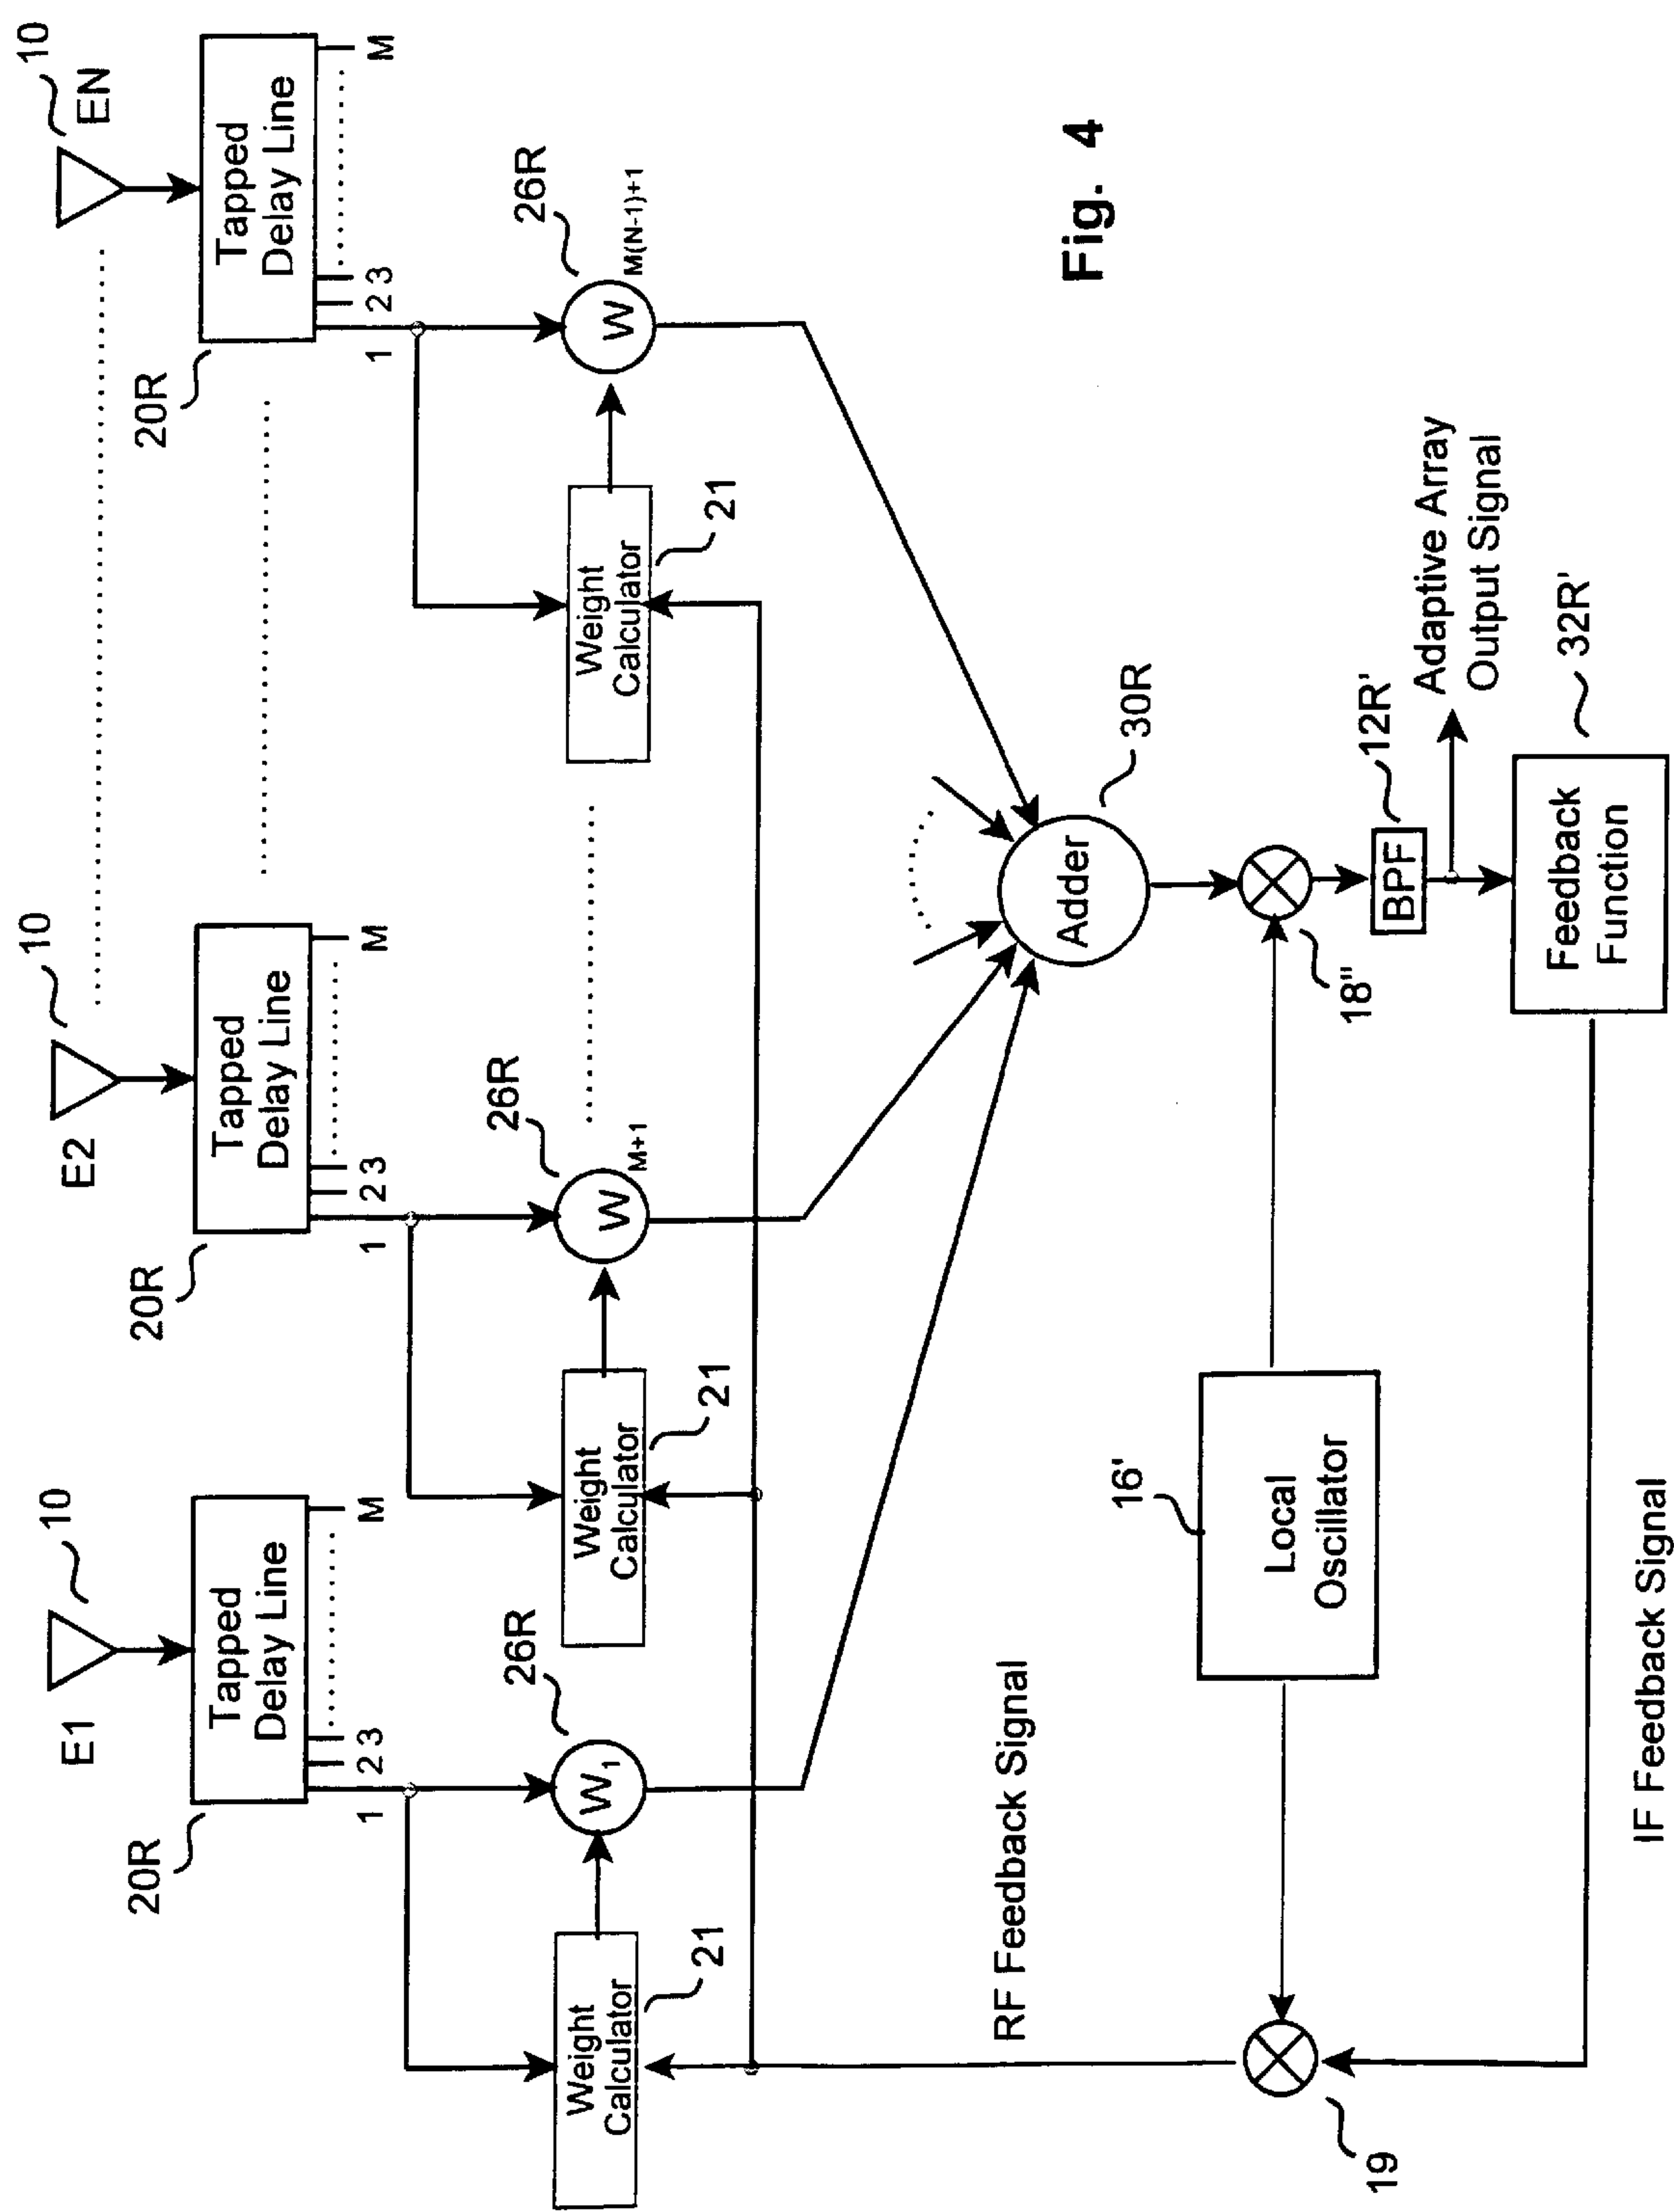 10
10
10
E1
E2
EN
20R
Tapped
Delay Line
20R
Tapped
Delay Line
20R
Tapped
Delay Line
1
2
3
M
1
2
3
M
1
2
3
M
26R
26R
26R
Weight
Calculator
W1
Weight
Calculator
W
M+1
Weight
Calculator
W
M(N-1)+1
21
21
21
RF Feedback Signal
Adder
30R
Fig. 4
16'
Local
Oscillator
19
18"
BPF
12R'
Adaptive Array
Output Signal
Feedback
Function
32R'
IF Feedback Signal